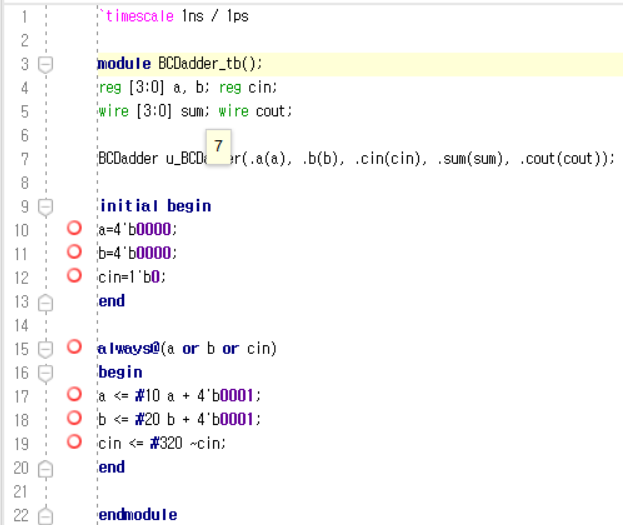 1 `timescale 1ns / 1ps
2
3 module BCDadder_tb();
4 reg [3:0] a, b; reg cin;
5 wire [3:0] sum; wire cout;
6
7
7 BCDadder u_BCDa er(.a(a), .b(b), .cin(cin), .sum(sum), .cout(cout));
8
9 initial begin
10 a=4'b0000;
11 b=4'b0000;
12 cin=1'b0;
13 end
14
15 always@(a or b or cin)
16 begin
17 a <= #10 a + 4'b0001;
18 b <= #20 b + 4'b0001;
19 cin <= #320 ~cin;
20 end
21
22 endmodule